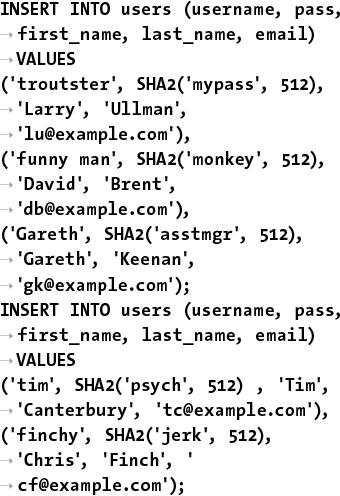 INSERT INTO users (username, pass,
→ first_name, last_name, email)
→ VALUES
('troutster', SHA2('mypass', 512),
→ 'Larry', 'Ullman',
→ 'lu@example.com'),
('funny man', SHA2('monkey', 512),
→ 'David', 'Brent',
→ 'db@example.com'),
('Gareth', SHA2('asstmgr', 512),
→ 'Gareth', 'Keenan',
→ 'gk@example.com');
INSERT INTO users (username, pass,
→ first_name, last_name, email)
→ VALUES
('tim', SHA2('psych', 512) , 'Tim',
→ 'Canterbury', 'tc@example.com'),
('finchy', SHA2('jerk', 512),
→ 'Chris', 'Finch', '
→ cf@example.com');